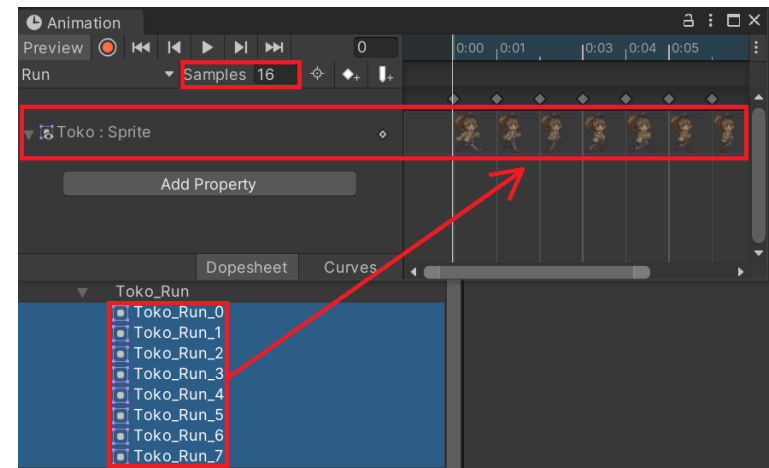 Animation
Preview 0 0:00 0:01 0:03 0:04 0:05
Run Samples 16
Toko : Sprite
Add Property
Dopesheet Curves
Toko_Run
Toko_Run_0
Toko_Run_1
Toko_Run_2
Toko_Run_3
Toko_Run_4
Toko_Run_5
Toko_Run_6
Toko_Run_7